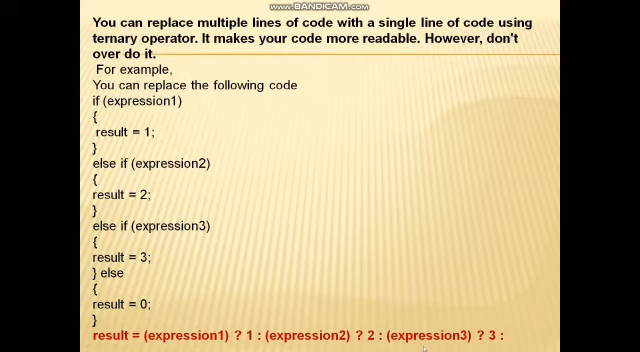 www.BANDICAM.com
You can replace multiple lines of code with a single line of code using
ternary operator. It makes your code more readable. However, don't
over do it.
For example,
You can replace the following code
if (expression1)
{
result = 1;
}
else if (expression2)
{
result = 2;
}
else if (expression3)
{
result = 3;
} else
{
result = 0;
}
result = (expression1) ? 1 : (expression2) ? 2 : (expression3) ? 3 :